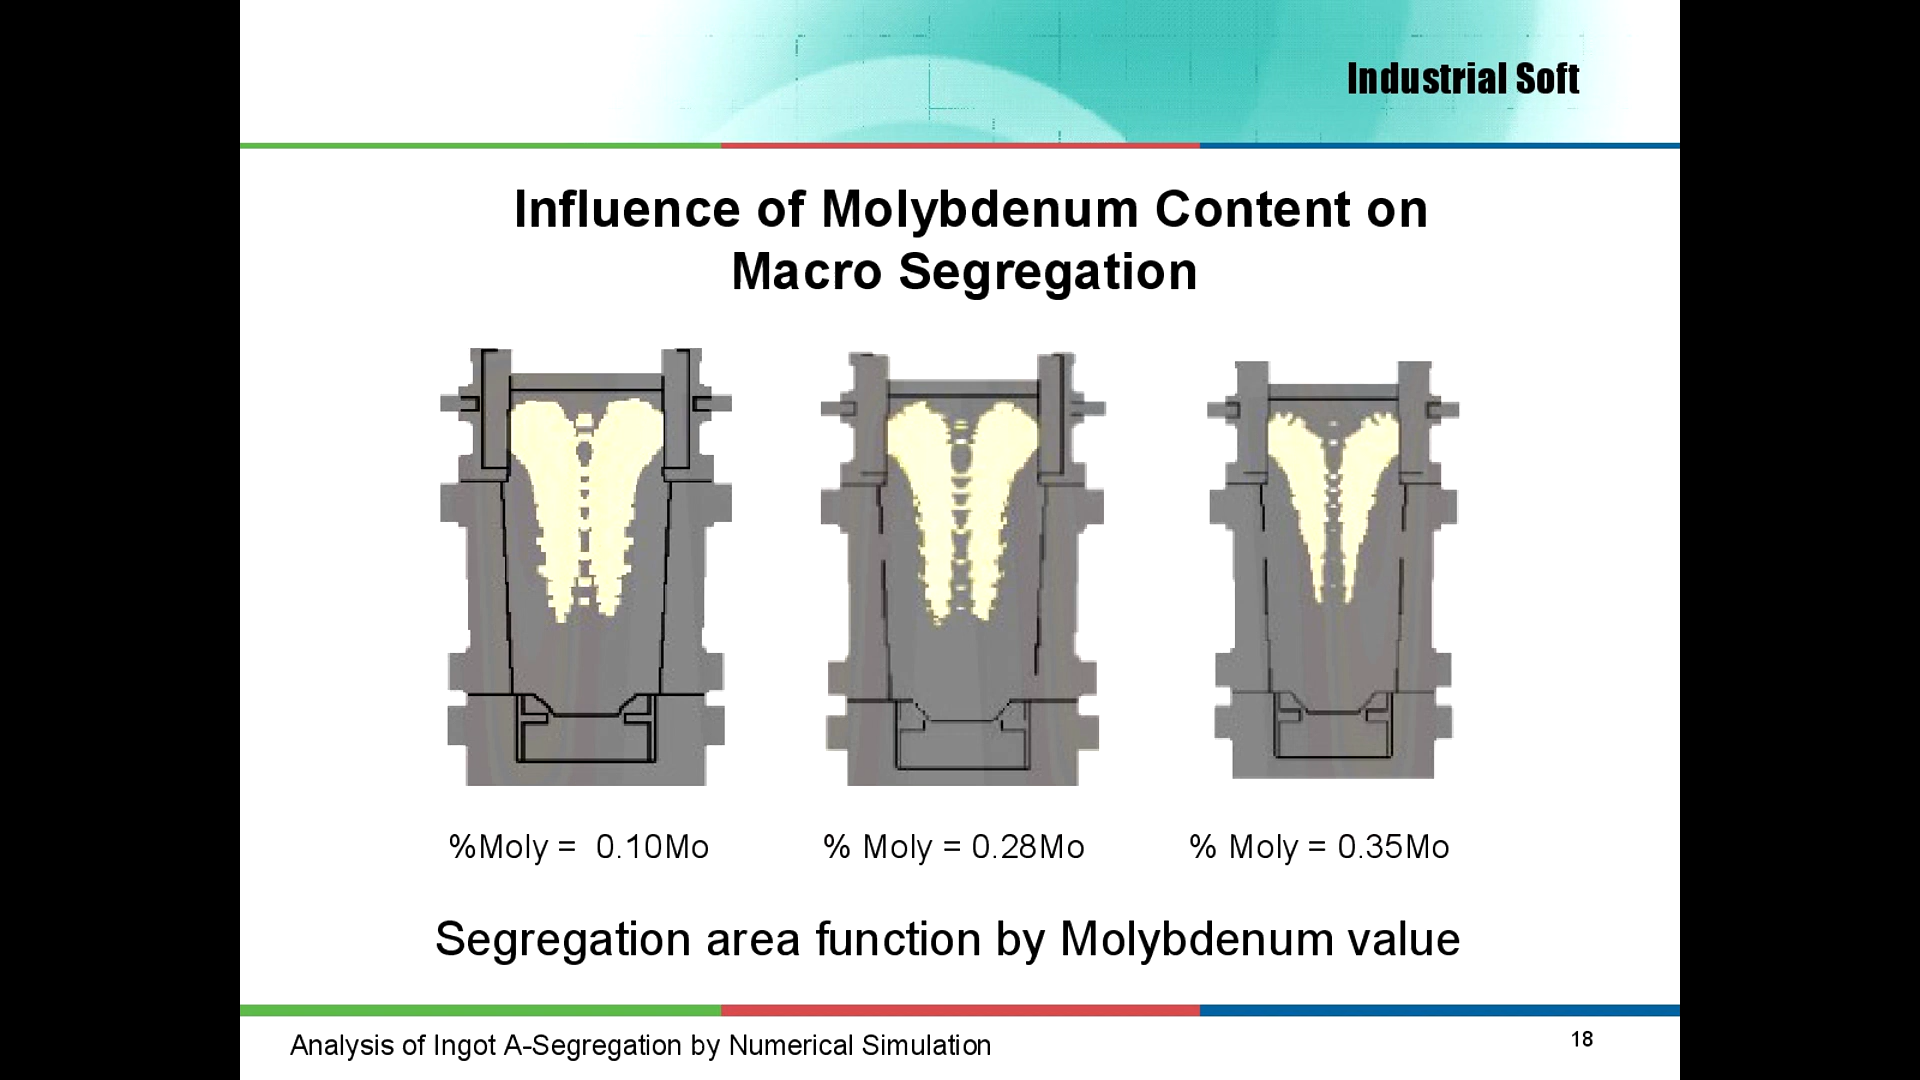 Industrial Soft
Influence of Molybdenum Content on
Macro Segregation
%Moly =  0.10Mo
% Moly = 0.28Mo
% Moly = 0.35Mo
Segregation area function by Molybdenum value
Analysis of Ingot A-Segregation by Numerical Simulation
18